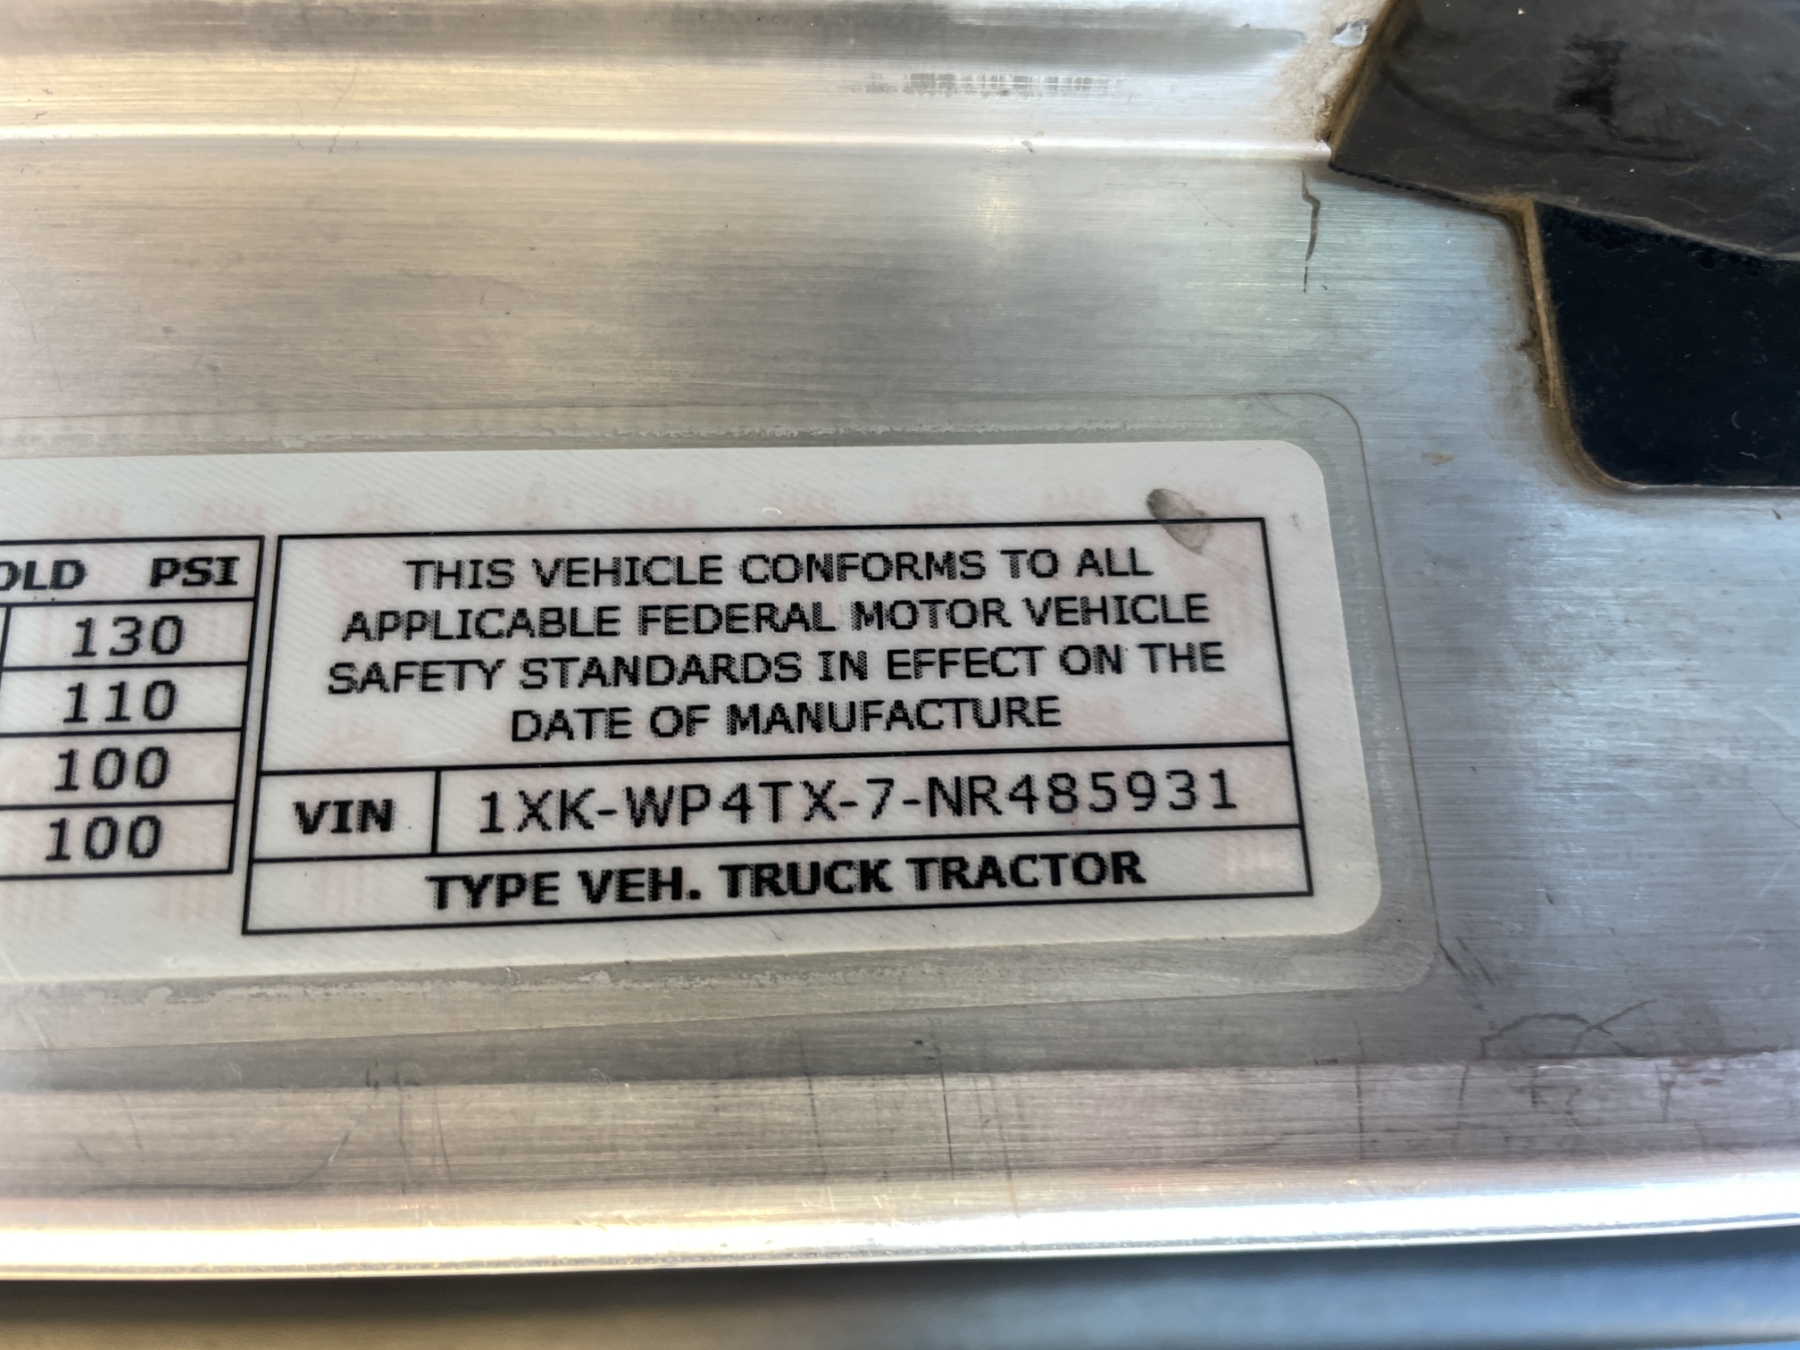 OLD PSI
130
110
100
100
THIS VEHICLE CONFORMS TO ALL
APPLICABLE FEDERAL MOTOR VEHICLE
SAFETY STANDARDS IN EFFECT ON THE
DATE OF MANUFACTURE
VIN 1XK-WP4TX-7-NR485931
TYPE VEH. TRUCK TRACTOR